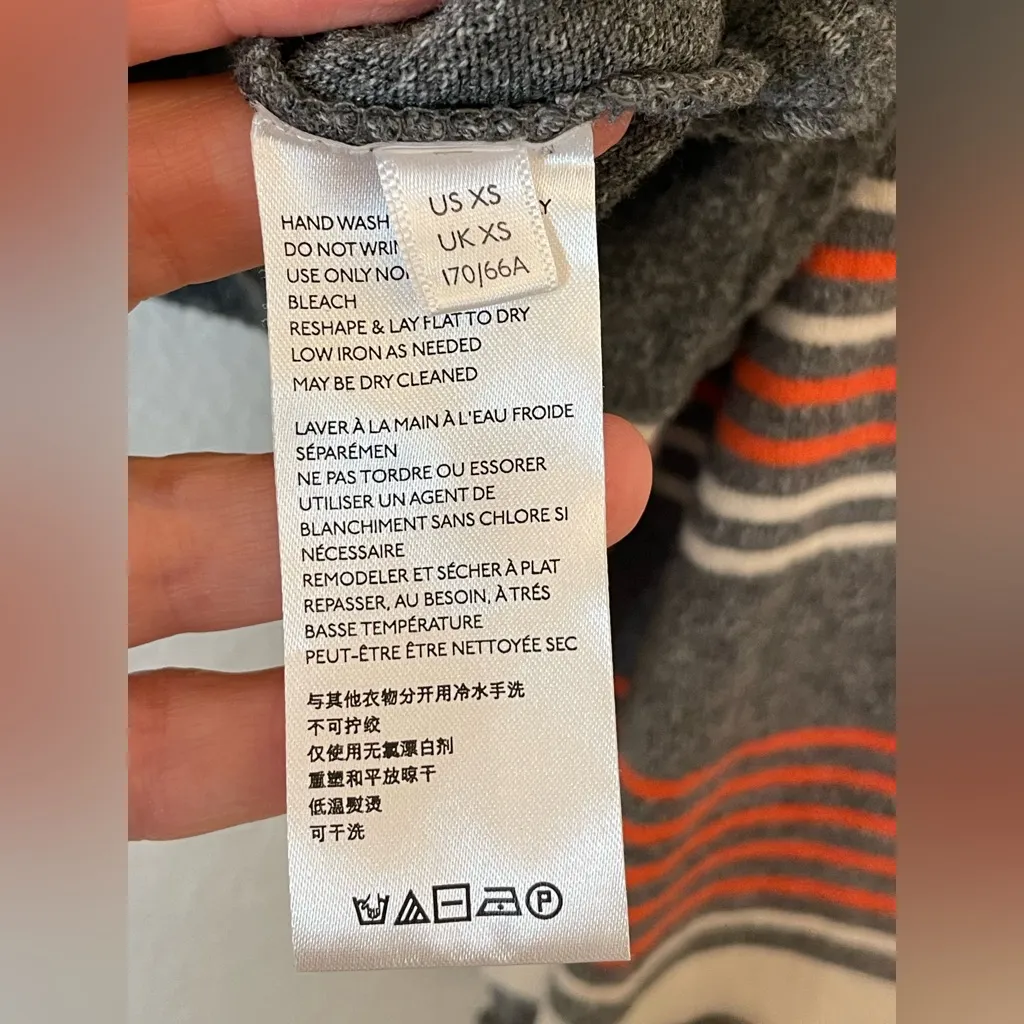 US XS
UK XS
170/66A
HAND WASH
DO NOT
USE ONLY
BLEACH
RESHAPE & LAY FLAT TO DRY
LOW IRON AS NEEDED
MAY BE DRY CLEANED
LAVER À LA MAIN À L'EAU FROIDE
SÉPARÉMEN
NE PAS TORDRE OU ESSORER
UTILISER UN AGENT DE
BLANCHIMENT SANS CHLORE SI
NÉCESSAIRE
REMODELER ET SÉCHER À PLAT
REPASSER, AU BESOIN, À TRÉS
BASSE TEMPÉRATURE
PEUT-ÊTRE ÊTRE NETTOYÉE SEC
与其他衣物分开用冷水手洗
不可拧绞
仅使用无氯漂白剂
重塑和平放晾干
低温熨烫
可干洗
P